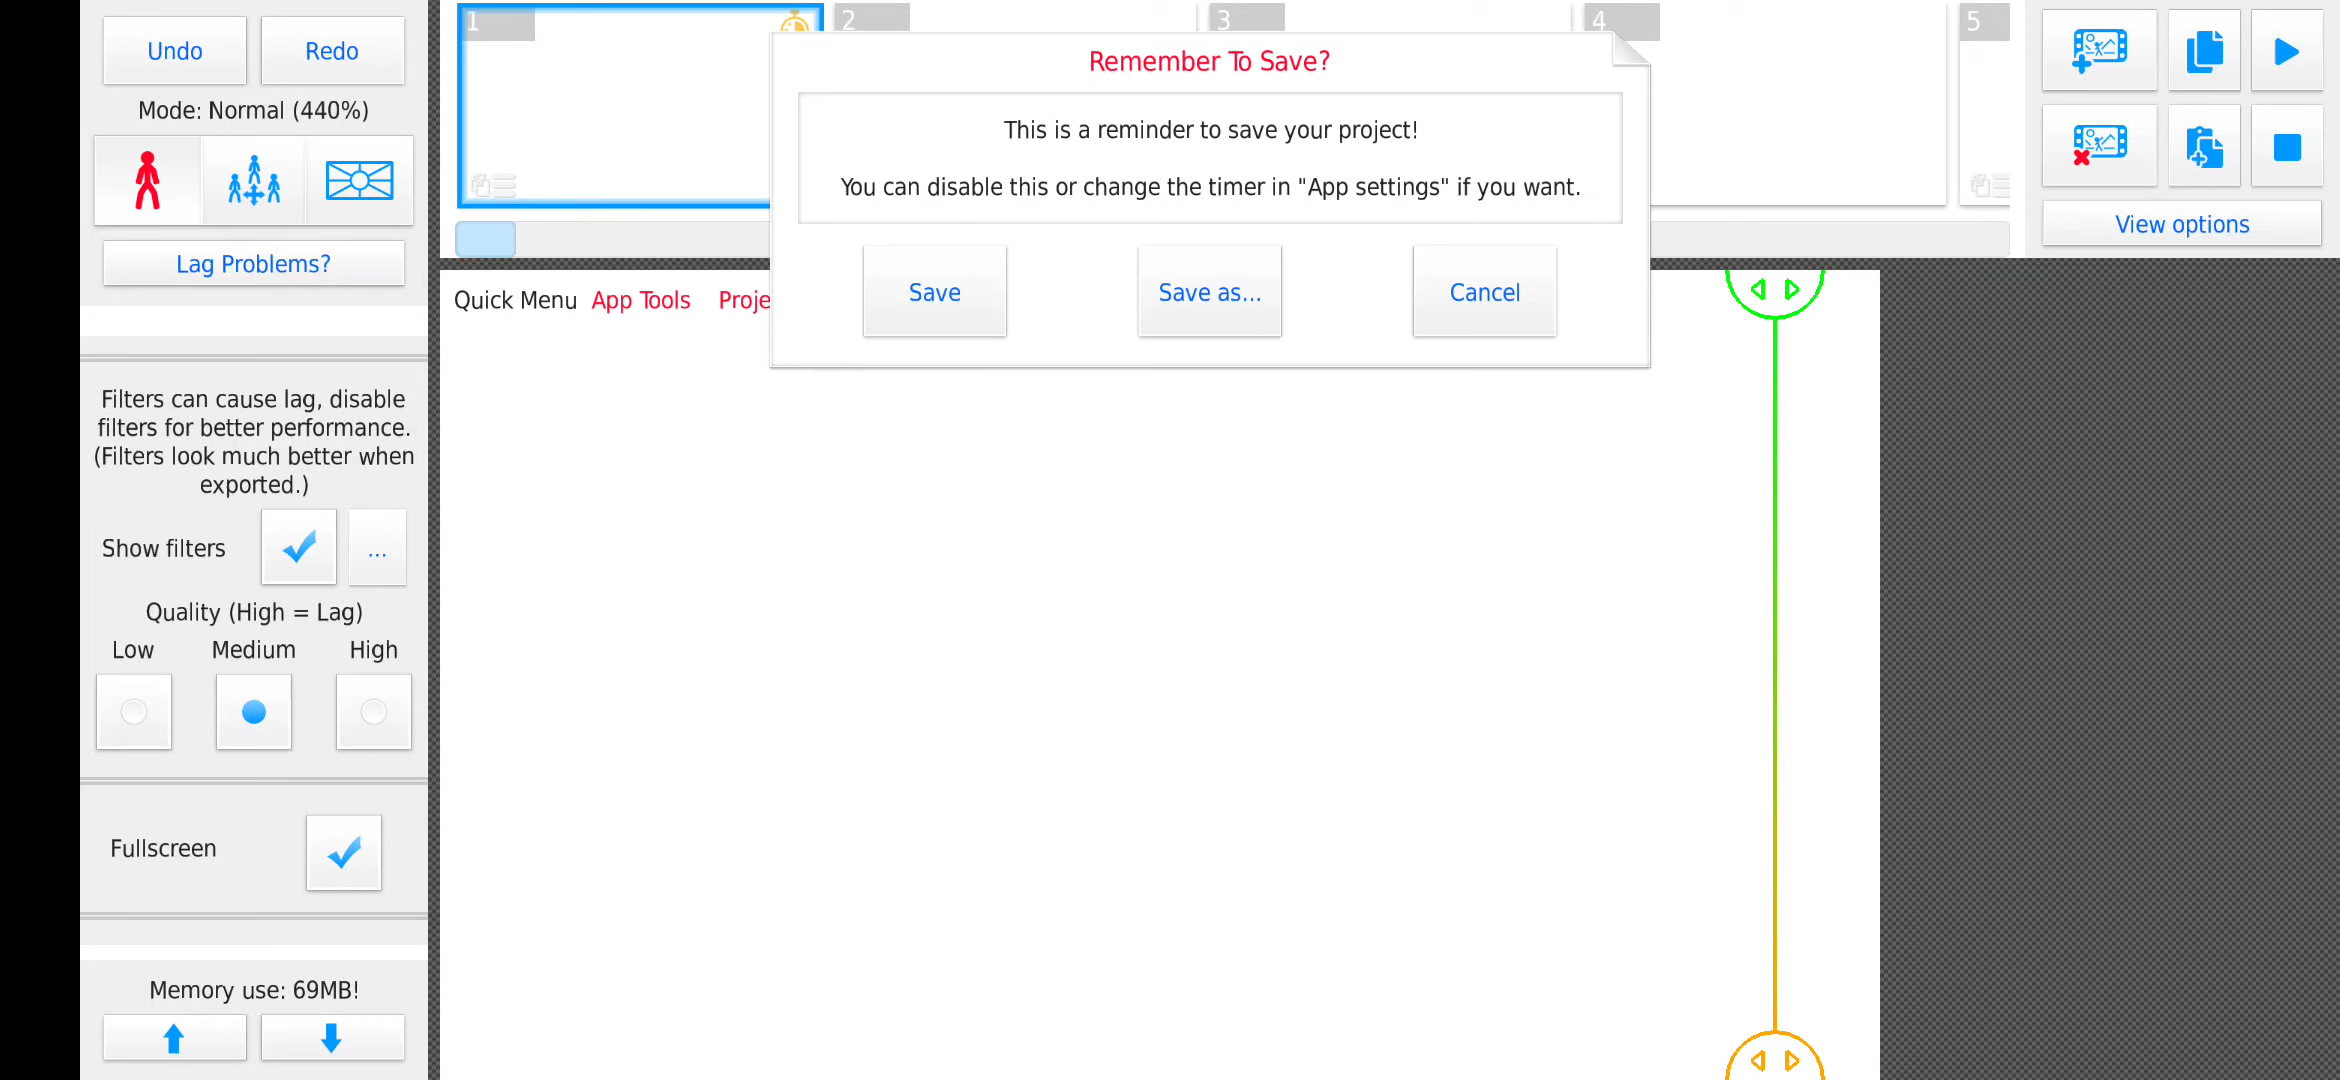 Undo
Redo
Mode: Normal (440%)
Lag Problems?
Filters can cause lag, disable
filters for better performance.
(Filters look much better when
exported.)
Show filters
...
Quality (High = Lag)
Low
Medium
High
Fullscreen
Memory use: 69MB!
1
2
3
4
5
Remember To Save?
This is a reminder to save your project!
You can disable this or change the timer in "App settings" if you want.
Save
Save as...
Cancel
Quick Menu
App Tools
View options